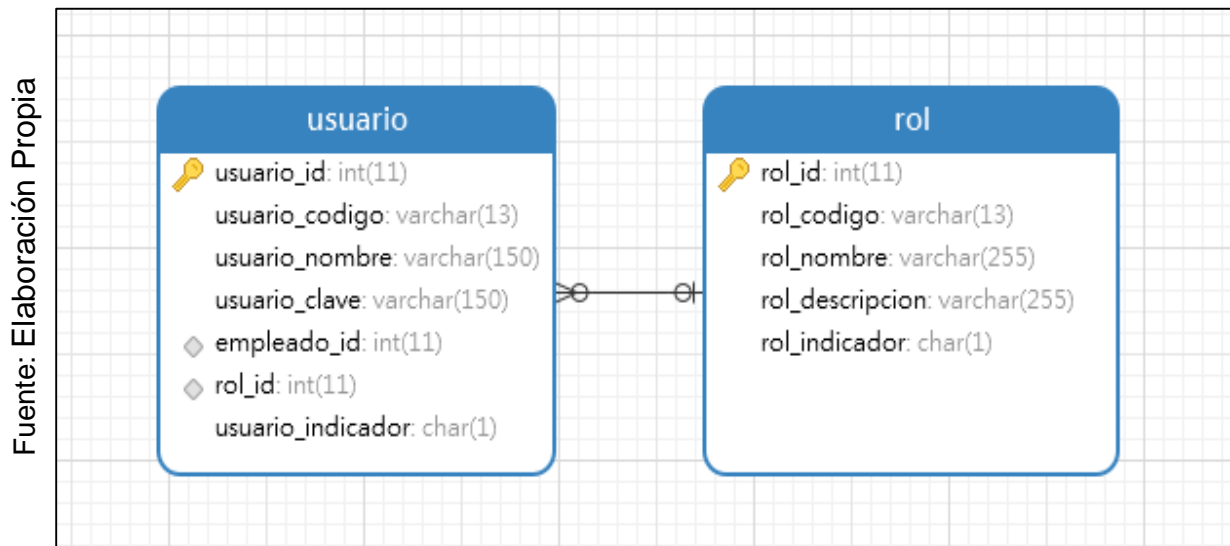 Fuente: Elaboración Propia
usuario
usuario_id: int(11)
usuario_codigo: varchar(13)
usuario_nombre: varchar(150)
usuario_clave: varchar(150)
empleado_id: int(11)
rol_id: int(11)
usuario_indicador: char(1)
rol
rol_id: int(11)
rol_codigo: varchar(13)
rol_nombre: varchar(255)
rol_descripcion: varchar(255)
rol_indicador: char(1)